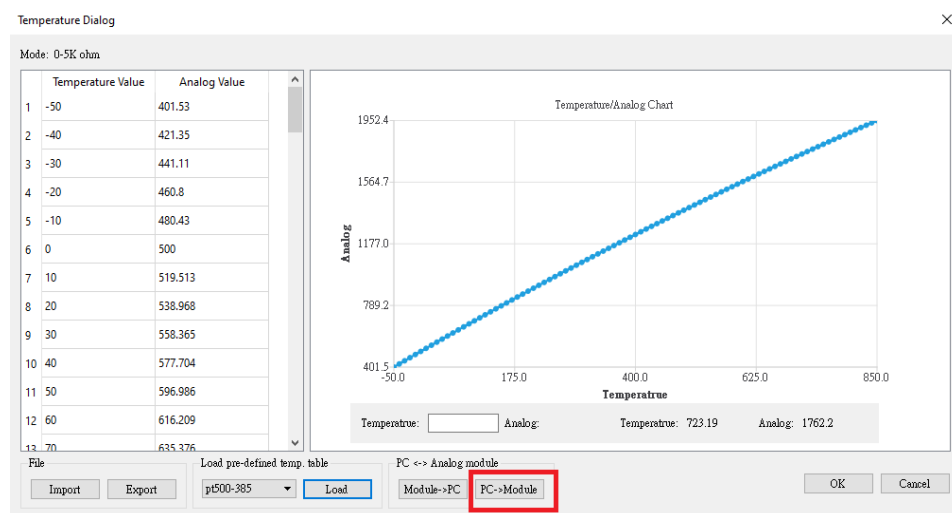 Temperature Dialog
Mode: 0-5K ohm
Temperature Value Analog Value
1 -50 401.53
2 -40 421.35
3 -30 441.11
4 -20 460.8
5 -10 480.43
6 0 500
7 10 519.513
8 20 538.968
9 30 558.365
10 40 577.704
11 50 596.986
12 60 616.209
13 70 635.376
Temperature/Analog Chart
1952.4
1564.7
1177.0
789.2
401.5
Analog
-50.0 175.0 400.0 625.0 850.0
Temperatrue
Temperatrue: Analog: Temperatrue: 723.19 Analog: 1762.2
File
Import Export
Load pre-defined temp. table
pt500-385 Load
PC <-> Analog module
Module->PC PC->Module
OK Cancel